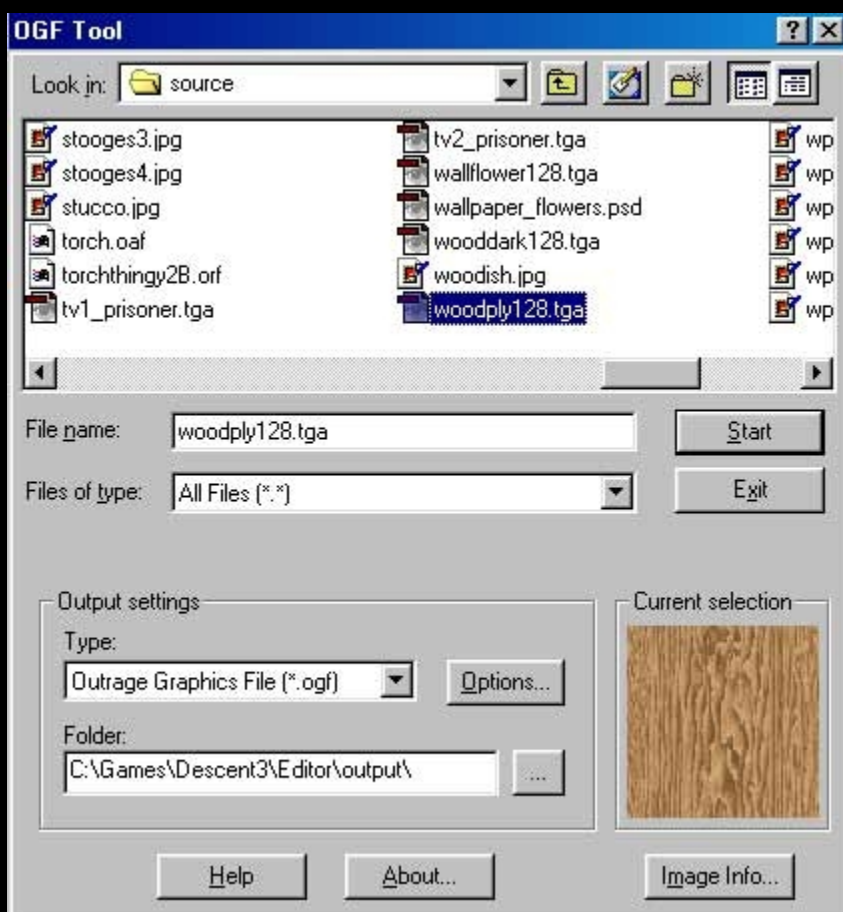 OGF Tool
Look in: source
stooges3.jpg
stooges4.jpg
stucco.jpg
torch.oaf
torchthingy2B.orf
tv1_prisoner.tga
tv2_prisoner.tga
wallflower128.tga
wallpaper_flowers.psd
wooddark128.tga
woodish.jpg
woodply128.tga
wp
wp
wp
wp
wp
wp
File name: woodply128.tga Start
Files of type: All Files (*.*) Exit
Output settings
Type:
Outrage Graphics File (*.ogf) Options...
Folder:
C:\Games\Descent3\Editor\output\ ...
Current selection
Help About... Image Info...